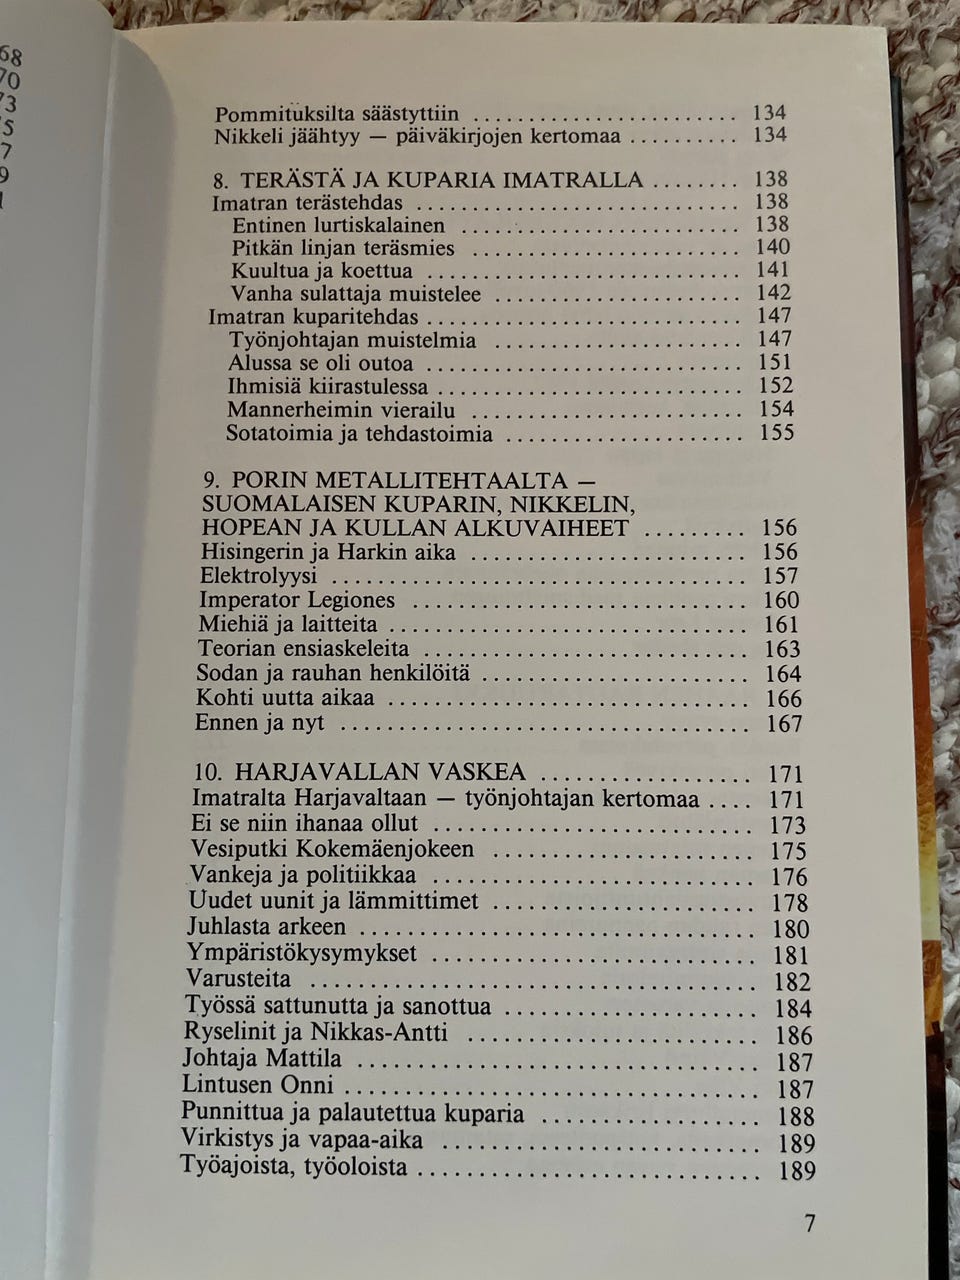 68
70
73
75
7
9
Pommituksilta säästyttiin ........................ 134
Nikkeli jäähtyy — päiväkirjojen kertomaa .......... 134
8. TERÄSTÄ JA KUPARIA IMATRALLA ........ 138
Imatran terästehdas .............................. 138
Entinen lurtiskalainen .......................... 138
Pitkän linjan teräsmies ......................... 140
Kuultua ja koettua ............................. 141
Vanha sulattaja muistelee ....................... 142
Imatran kuparitehdas ............................. 147
Työnjohtajan muistelmia ....................... 147
Alussa se oli outoa ............................. 151
Ihmisiä kiirastulessa ............................ 152
Mannerheimin vierailu ......................... 154
Sotatoimia ja tehdastoimia ...................... 155
9. PORIN METALLITEHTAALTA —
SUOMALAISEN KUPARIN, NIKKELIN,
HOPEAN JA KULLAN ALKUVAIHEET ......... 156
Hisingerin ja Harkin aika ......................... 156
Elektrolyysi ...................................... 157
Imperator Legiones ............................... 160
Miehiä ja laitteita ................................. 161
Teorian ensiaskeleita .............................. 163
Sodan ja rauhan henkilöitä ........................ 164
Kohti uutta aikaa ................................. 166
Ennen ja nyt ..................................... 167
10. HARJAVALLAN VASKEA ................... 171
Imatralta Harjavaltaan — työnjohtajan kertomaa .... 171
Ei se niin ihanaa ollut ............................. 173
Vesiputki Kokemäenjokeen ........................ 175
Vankeja ja politiikkaa ............................. 176
Uudet uunit ja lämmittimet ........................ 178
Juhlasta arkeen .................................... 180
Ympäristökysymykset .............................. 181
Varusteita ......................................... 182
Työssä sattunutta ja sanottua ....................... 184
Ryselinit ja Nikkas-Antti .......................... 186
Johtaja Mattila .................................... 187
Lintusen Onni ...................................... 187
Punnittua ja palautettua kuparia .................... 188
Virkistys ja vapaa-aika ............................. 189
Työajoista, työoloista ............................... 189
7